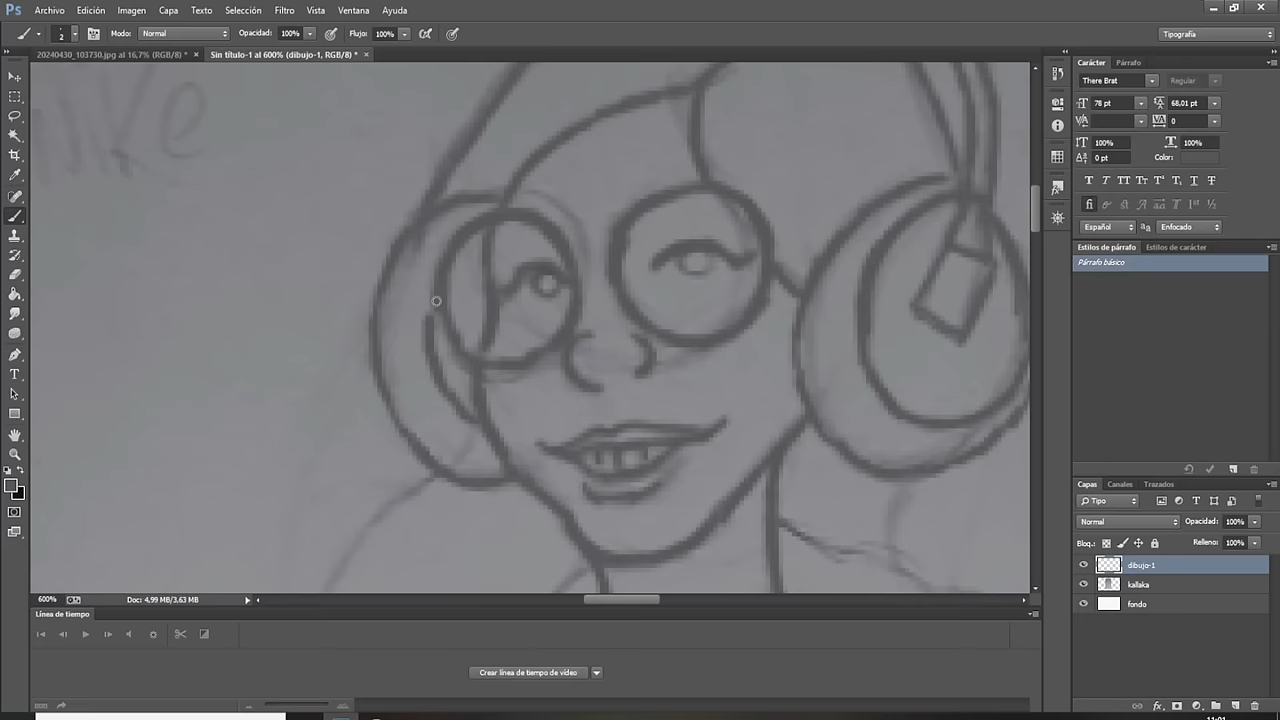 Ps Archivo Edición Imagen Capa Texto Selección Filtro Vista Ventana Ayuda
2 Modo: Normal Opacidad: 100% Flujo: 100% Tipografía
20240430_103730.jpg al 16,7% (RGB/8) * × Sin título-1 al 600% (dibujo-1, RGB/8) * ×
Carácter Párrafo
There Brat Regular
78 pt 68,01 pt
0
100% 100%
0 pt Color:
Español Enfocado
Estilos de párrafo Estilos de carácter
Párrafo básico
Nike
Capas Canales Trazados
Tipo
Normal Opacidad: 100%
Bloq.: Relleno: 100%
dibujo-1
kallaka
fondo
600% Doc: 4,99 MB/3,63 MB
Línea de tiempo
Crear línea de tiempo de vídeo
11:01